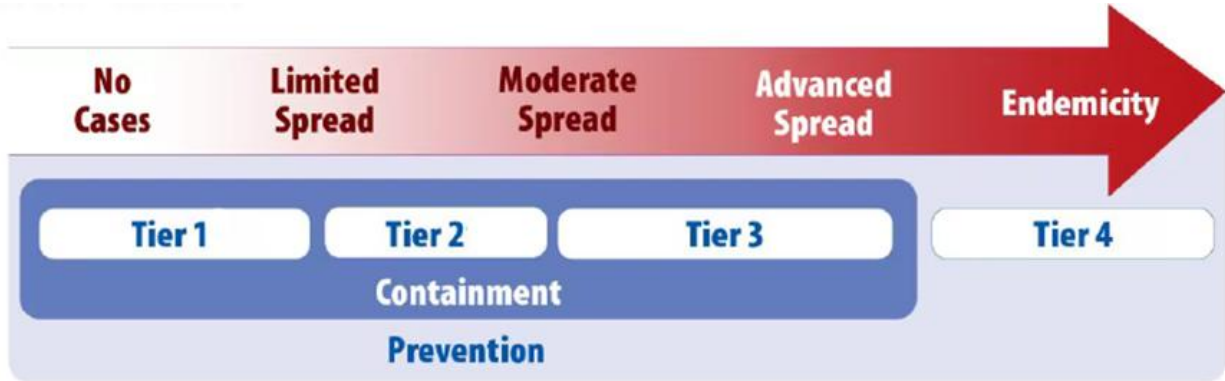 No
Cases
Limited
Spread
Moderate
Spread
Advanced
Spread
Endemicity
Tier 1
Tier 2
Tier 3
Tier 4
Containment
Prevention